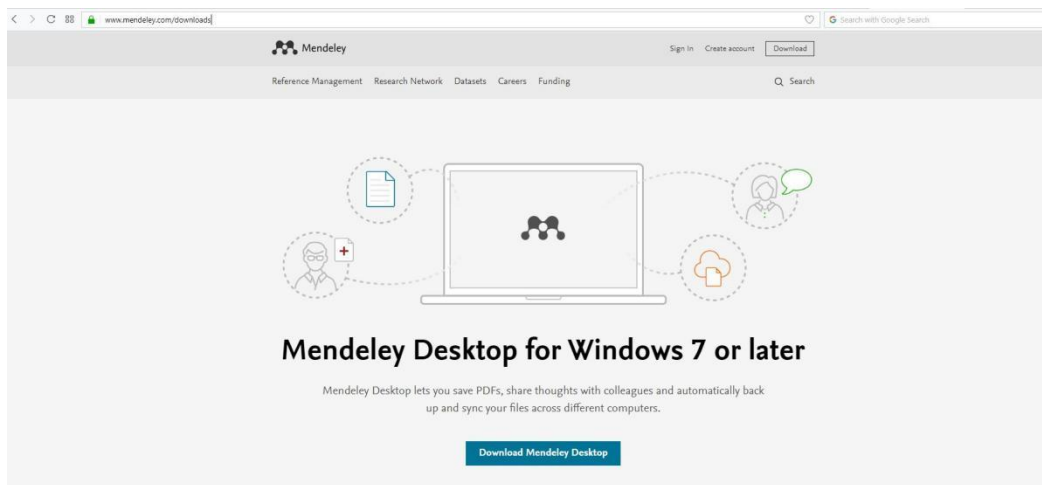 www.mendeley.com/downloads
Search with Google Search
Mendeley
Sign In Create account Download
Reference Management Research Network Datasets Careers Funding Search
Mendeley Desktop for Windows 7 or later
Mendeley Desktop lets you save PDFs, share thoughts with colleagues and automatically back
up and sync your files across different computers.
Download Mendeley Desktop